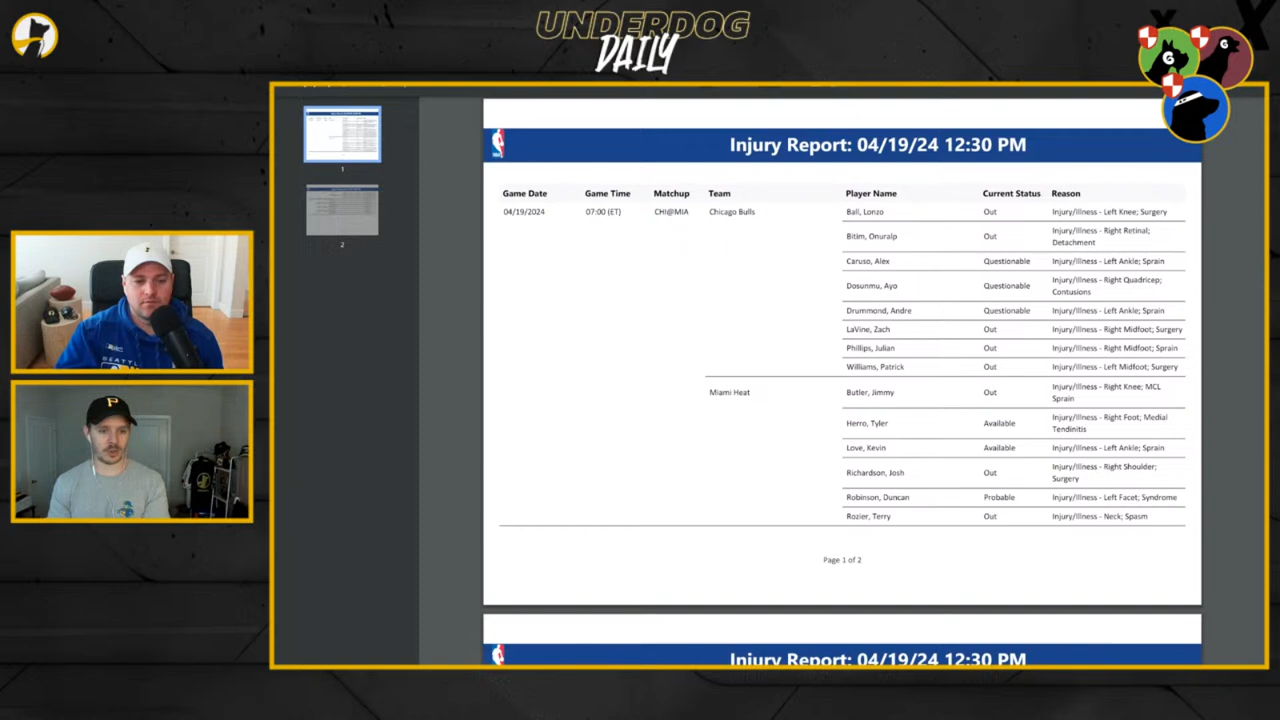 UNDERDOG
DAILY
Injury Report: 04/19/24 12:30 PM
Game Date Game Time Matchup Team Player Name Current Status Reason
04/19/2024 07:00 (ET) CHI@MIA Chicago Bulls Ball, Lonzo Out Injury/Illness - Left Knee; Surgery
Bitim, Onuralp Out Injury/Illness - Right Retinal;
Detachment
Caruso, Alex Questionable Injury/Illness - Left Ankle; Sprain
Dosunmu, Ayo Questionable Injury/Illness - Right Quadricep;
Contusions
Drummond, Andre Questionable Injury/Illness - Left Ankle; Sprain
LaVine, Zach Out Injury/Illness - Right Midfoot; Surgery
Phillips, Julian Out Injury/Illness - Right Midfoot; Sprain
Williams, Patrick Out Injury/Illness - Left Midfoot; Surgery
Miami Heat Butler, Jimmy Out Injury/Illness - Right Knee; MCL
Sprain
Herro, Tyler Available Injury/Illness - Right Foot; Medial
Tendinitis
Love, Kevin Available Injury/Illness - Left Ankle; Sprain
Richardson, Josh Out Injury/Illness - Right Shoulder;
Surgery
Robinson, Duncan Probable Injury/Illness - Left Facet; Syndrome
Rozier, Terry Out Injury/Illness - Neck; Spasm
Page 1 of 2
Injury Report: 04/19/24 12:30 PM
1
2
G
G
P